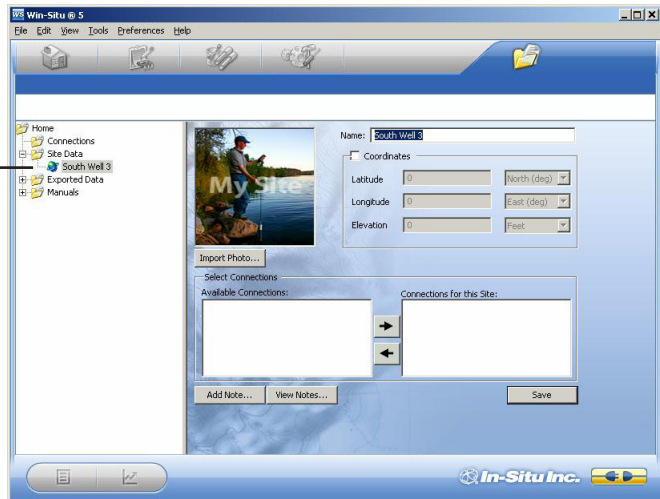 WS Win-Situ ® 5
File Edit View Tools Preferences Help
Home
Connections
Site Data
South Well 3
Exported Data
Manuals
My Site
Import Photo...
Name: South Well 3
Coordinates
Latitude 0 North (deg)
Longitude 0 East (deg)
Elevation 0 Feet
Select Connections
Available Connections: Connections for this Site:
Add Note... View Notes... Save
In-Situ Inc.